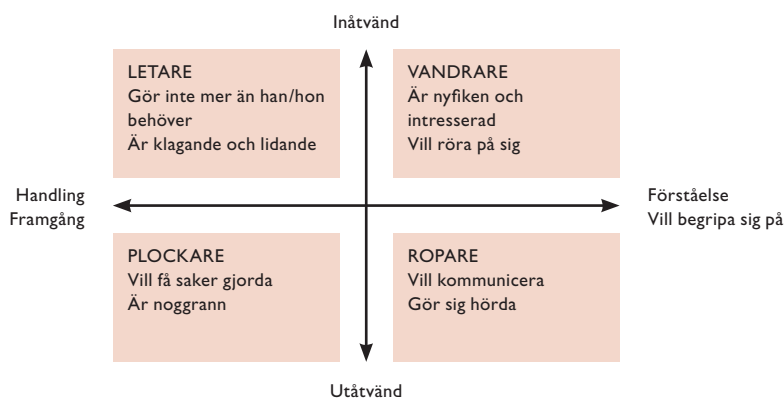 Inåtvänd
LETARE
Gör inte mer än han/hon
behöver
Är klagande och lidande
VANDRARE
Är nyfiken och
intresserad
Vill röra på sig
Handling
Framgång
Förståelse
Vill begripa sig på
PLOCKARE
Vill få saker gjorda
Är noggrann
ROPARE
Vill kommunicera
Gör sig hörda
Utåtvänd